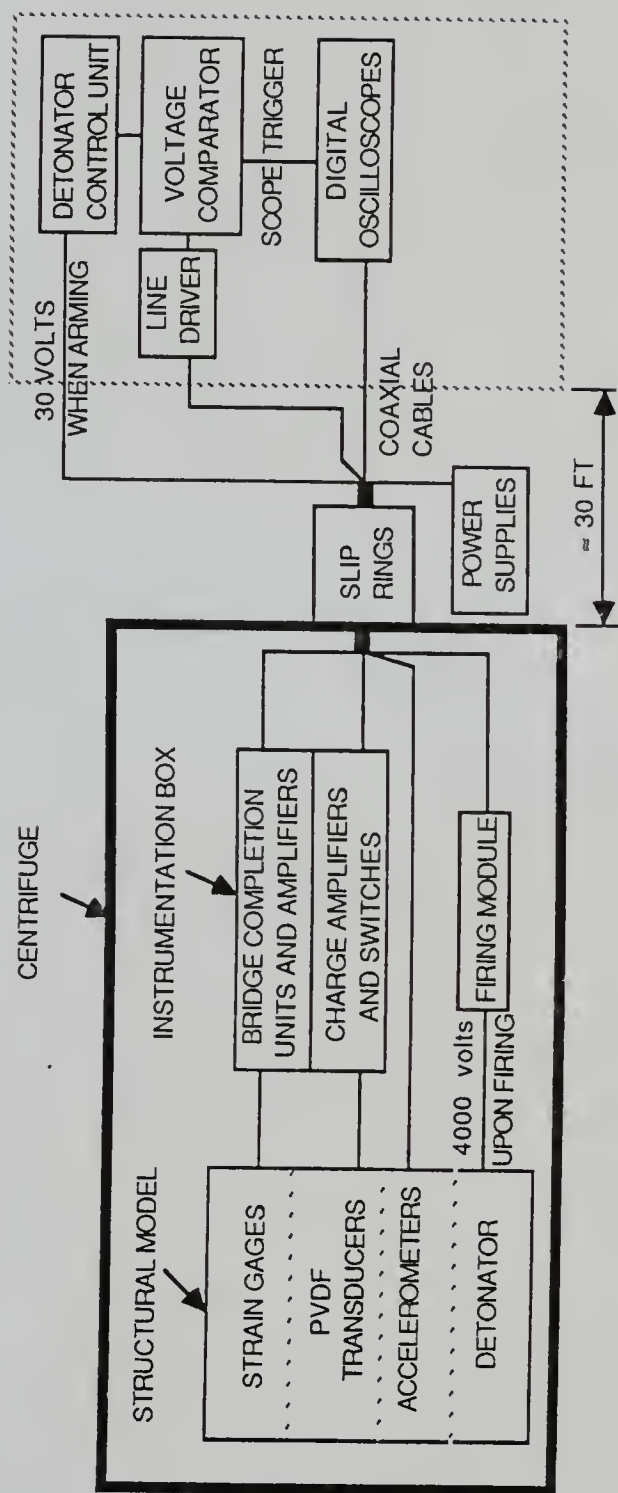 CENTRIFUGE
STRUCTURAL MODEL
INSTRUMENTATION BOX
STRAIN GAGES
PVDF
TRANSDUCERS
ACCELEROMETERS
DETONATOR
BRIDGE COMPLETION
UNITS AND AMPLIFIERS
CHARGE AMPLIFIERS
AND SWITCHES
4000 volts
UPON FIRING
FIRING MODULE
SLIP
RINGS
POWER
SUPPLIES
≈ 30 FT
30 VOLTS
WHEN ARMING
COAXIAL
CABLES
LINE
DRIVER
DETONATOR
CONTROL UNIT
VOLTAGE
COMPARATOR
SCOPE TRIGGER
DIGITAL
OSCILLOSCOPES